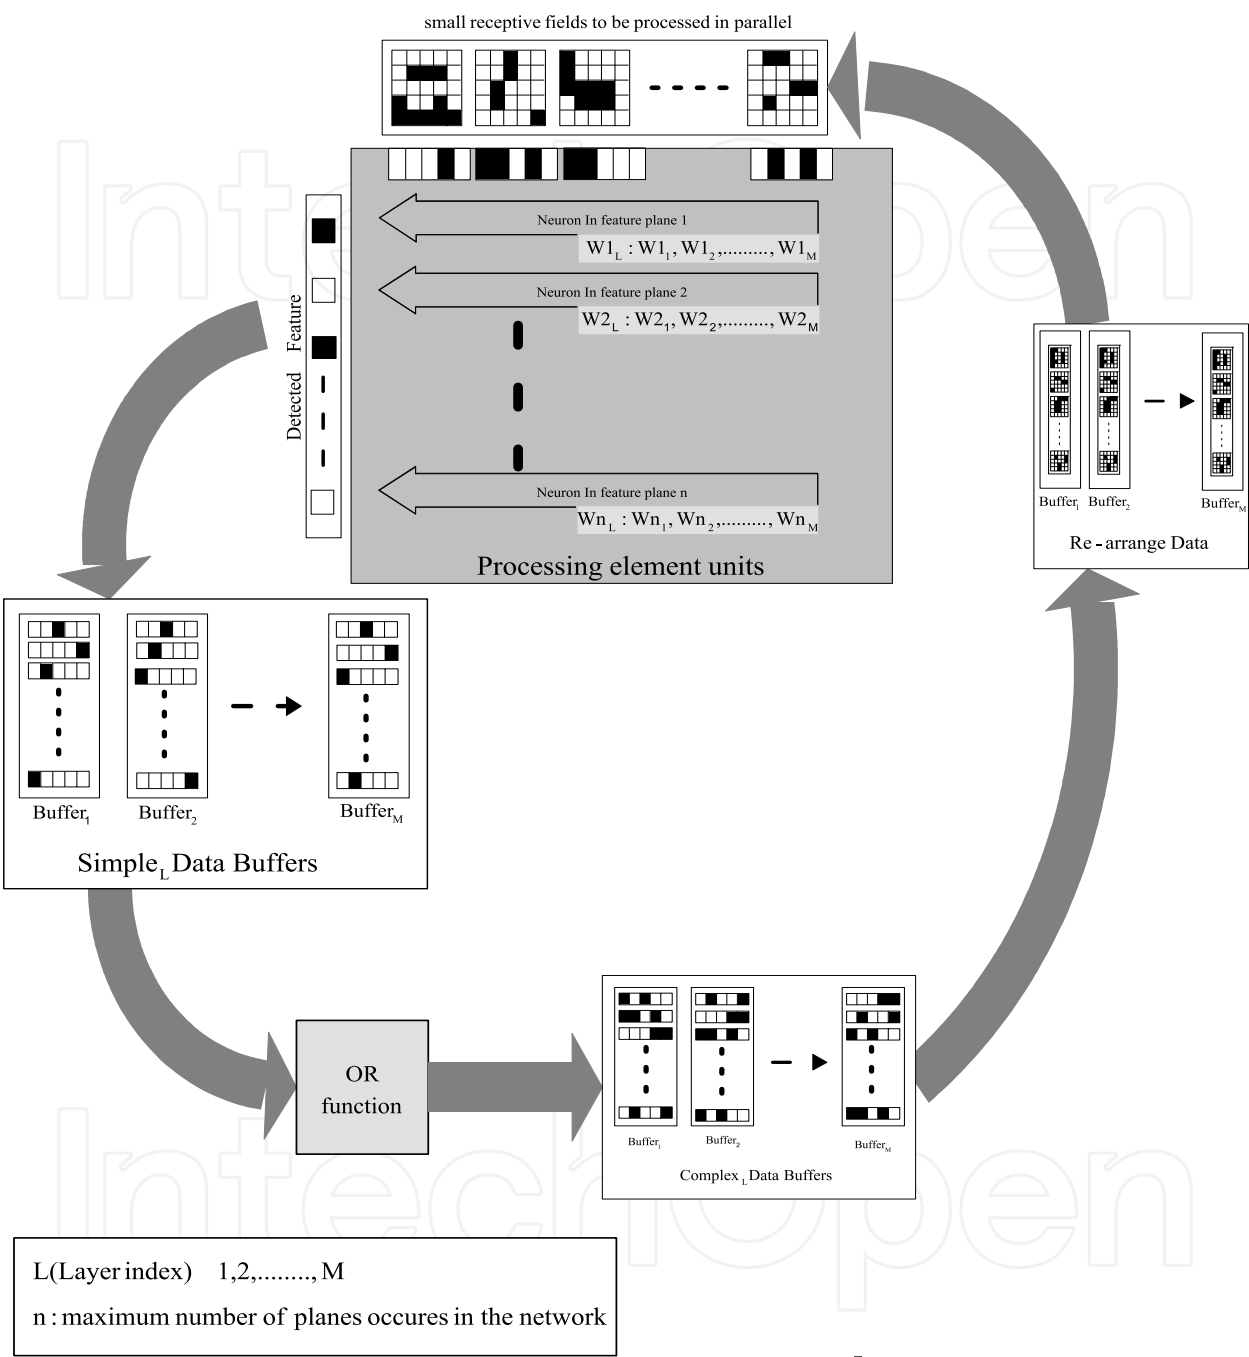 small receptive fields to be processed in parallel
Neuron In feature plane 1
W1L : W11, W12,........., W1M
Neuron In feature plane 2
W2L : W21, W22,........., W2M
Neuron In feature plane n
WnL : Wn1, Wn2,........., WnM
Processing element units
Detected Feature
Buffer1 Buffer2 BufferM
Re - arrange Data
Buffer1 Buffer2 BufferM
SimpleL Data Buffers
OR
function
Buffer1 Buffer2 BufferM
ComplexL Data Buffers
L(Layer index) 1,2,........, M
n : maximum number of planes occures in the network
IntechOpen
IntechOpen